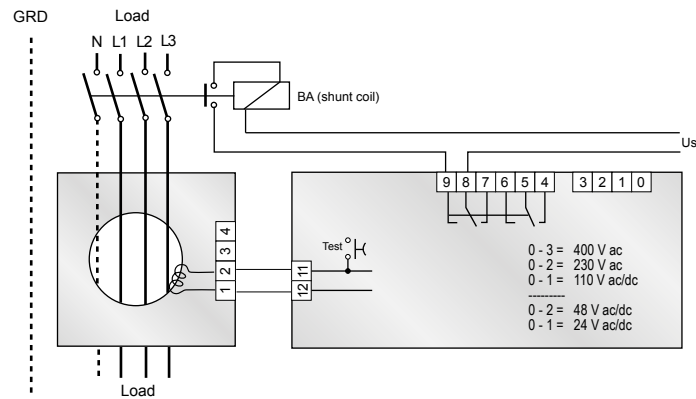 GRD Load
N L1 L2 L3
BA (shunt coil)
Us
9 8 7 6 5 4 3 2 1 0
4
3
2
1
Test
11
12
0 - 3 = 400 V ac
0 - 2 = 230 V ac
0 - 1 = 110 V ac/dc
---------
0 - 2 = 48 V ac/dc
0 - 1 = 24 V ac/dc
Load